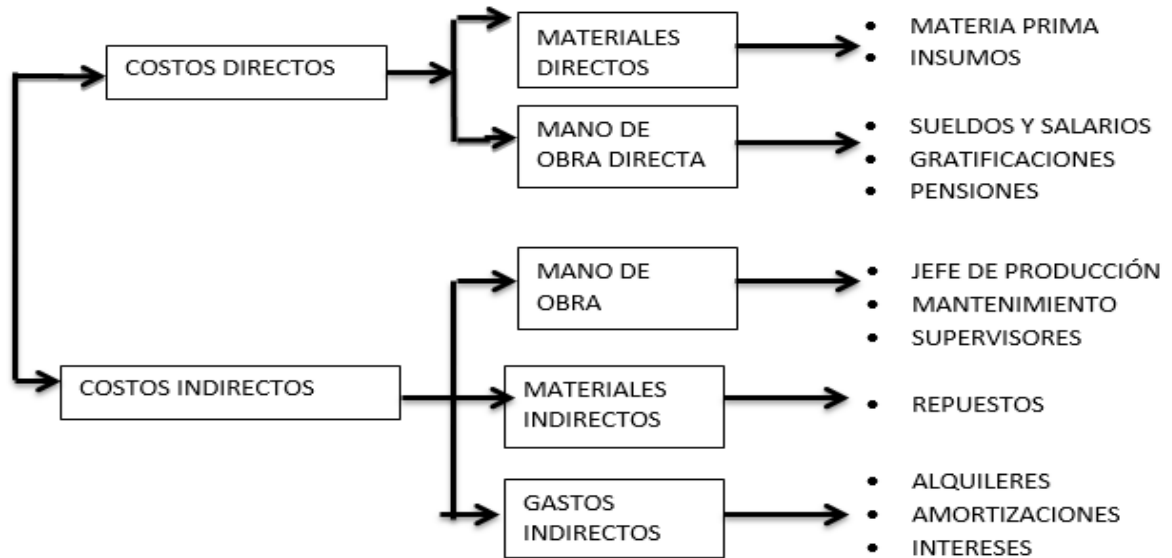 COSTOS DIRECTOS
MATERIALES
DIRECTOS
• MATERIA PRIMA
• INSUMOS
MANO DE
OBRA DIRECTA
• SUELDOS Y SALARIOS
• GRATIFICACIONES
• PENSIONES
COSTOS INDIRECTOS
MANO DE
OBRA
• JEFE DE PRODUCCIÓN
• MANTENIMIENTO
• SUPERVISORES
MATERIALES
INDIRECTOS
• REPUESTOS
GASTOS
INDIRECTOS
• ALQUILERES
• AMORTIZACIONES
• INTERESES